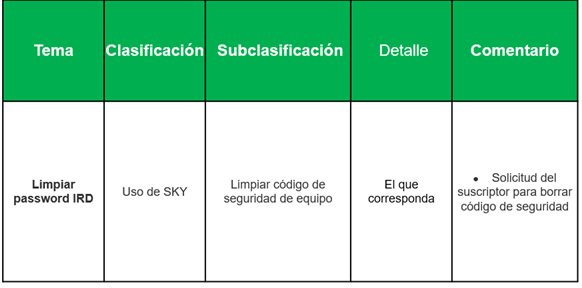 Tema
Clasificación
Subclasificación
Detalle
Comentario
Limpiar
password IRD
Uso de SKY
Limpiar código de
seguridad de equipo
El que
corresponda
● Solicitud del
suscriptor para borrar
código de seguridad